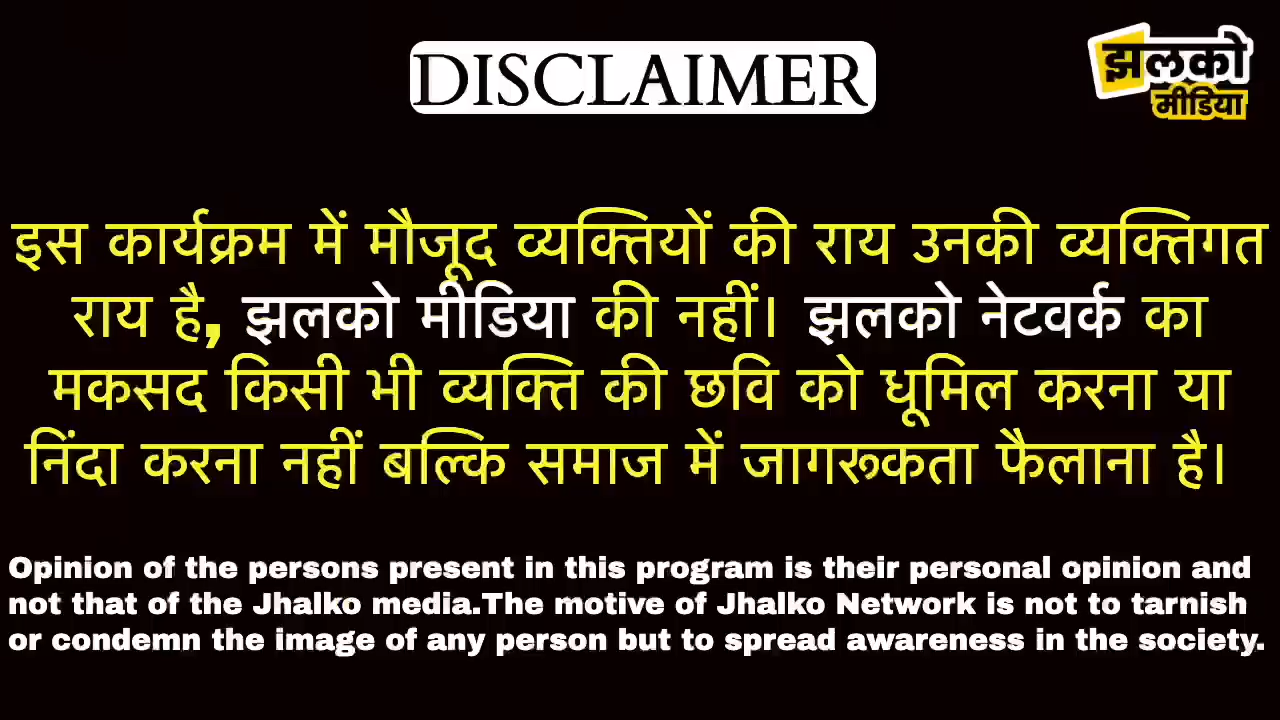 DISCLAIMER
झलको
मीडिया
इस कार्यक्रम में मौजूद व्यक्तियों की राय उनकी व्यक्तिगत
राय है, झलको मीडिया की नहीं। झलको नेटवर्क का
मकसद किसी भी व्यक्ति की छवि को धूमिल करना या
निंदा करना नहीं बल्कि समाज में जागरूकता फैलाना है।
Opinion of the persons present in this program is their personal opinion and
not that of the Jhalko media.The motive of Jhalko Network is not to tarnish
or condemn the image of any person but to spread awareness in the society.